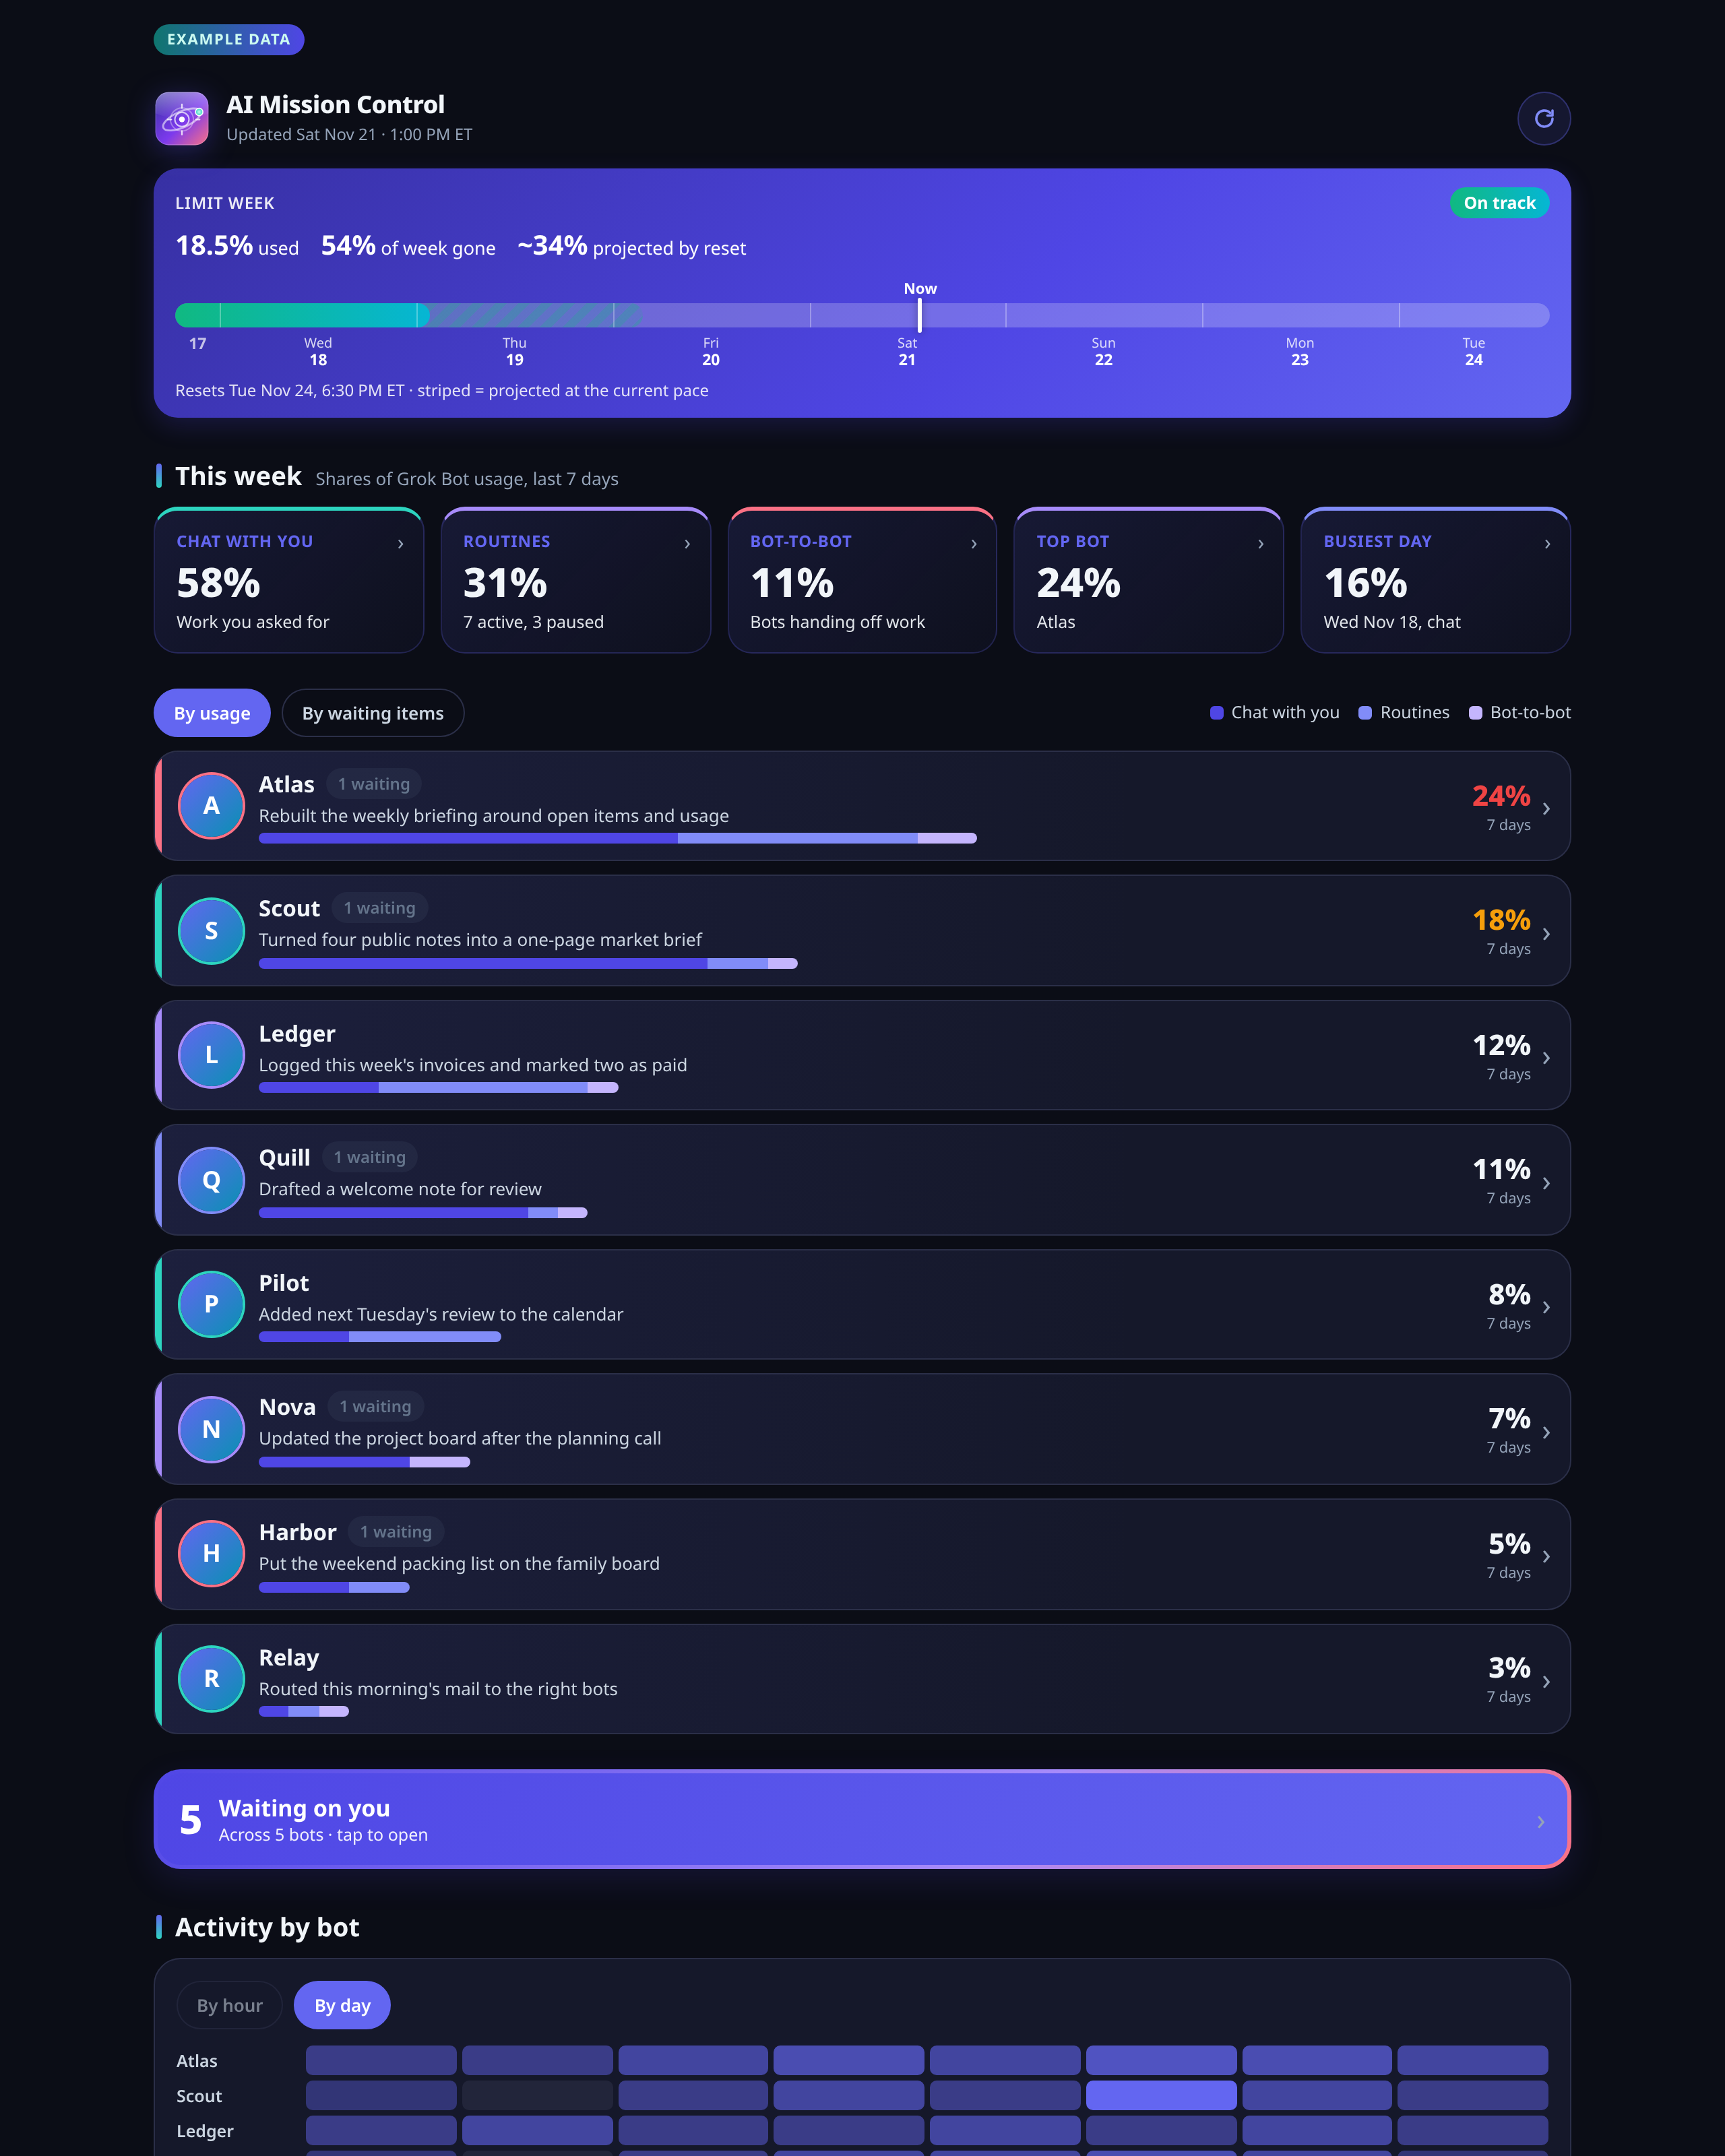 EXAMPLE DATA
AI Mission Control
Updated Sat Nov 21 · 1:00 PM ET
LIMIT WEEK
On track
18.5% used 54% of week gone ~34% projected by reset
Now
17 Wed 18 Thu 19 Fri 20 Sat 21 Sun 22 Mon 23 Tue 24
Resets Tue Nov 24, 6:30 PM ET · striped = projected at the current pace
This week Shares of Grok Bot usage, last 7 days
CHAT WITH YOU
58%
Work you asked for
ROUTINES
31%
7 active, 3 paused
BOT-TO-BOT
11%
Bots handing off work
TOP BOT
24%
Atlas
BUSIEST DAY
16%
Wed Nov 18, chat
By usage By waiting items
Chat with you Routines Bot-to-bot
A
Atlas 1 waiting
Rebuilt the weekly briefing around open items and usage
24%
7 days
S
Scout 1 waiting
Turned four public notes into a one-page market brief
18%
7 days
L
Ledger
Logged this week's invoices and marked two as paid
12%
7 days
Q
Quill 1 waiting
Drafted a welcome note for review
11%
7 days
P
Pilot
Added next Tuesday's review to the calendar
8%
7 days
N
Nova 1 waiting
Updated the project board after the planning call
7%
7 days
H
Harbor 1 waiting
Put the weekend packing list on the family board
5%
7 days
R
Relay
Routed this morning's mail to the right bots
3%
7 days
5
Waiting on you
Across 5 bots · tap to open
Activity by bot
By hour By day
Atlas
Scout
Ledger